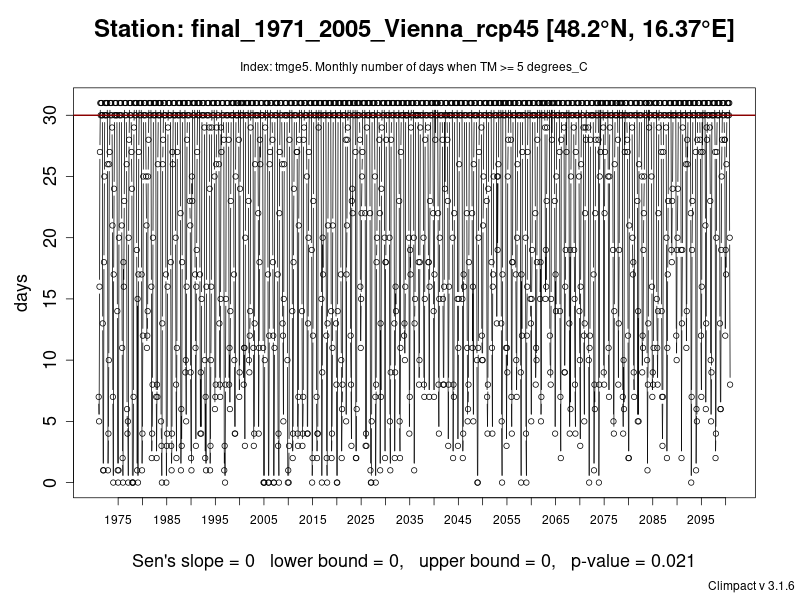 Station: final_1971_2005_Vienna_rcp45 [48.2°N, 16.37°E]
Index: tmge5. Monthly number of days when TM >= 5 degrees_C
30
25
20
15
10
5
0
days
1975 1985 1995 2005 2015 2025 2035 2045 2055 2065 2075 2085 2095
Sen's slope = 0 lower bound = 0, upper bound = 0, p-value = 0.021
Climpact v 3.1.6